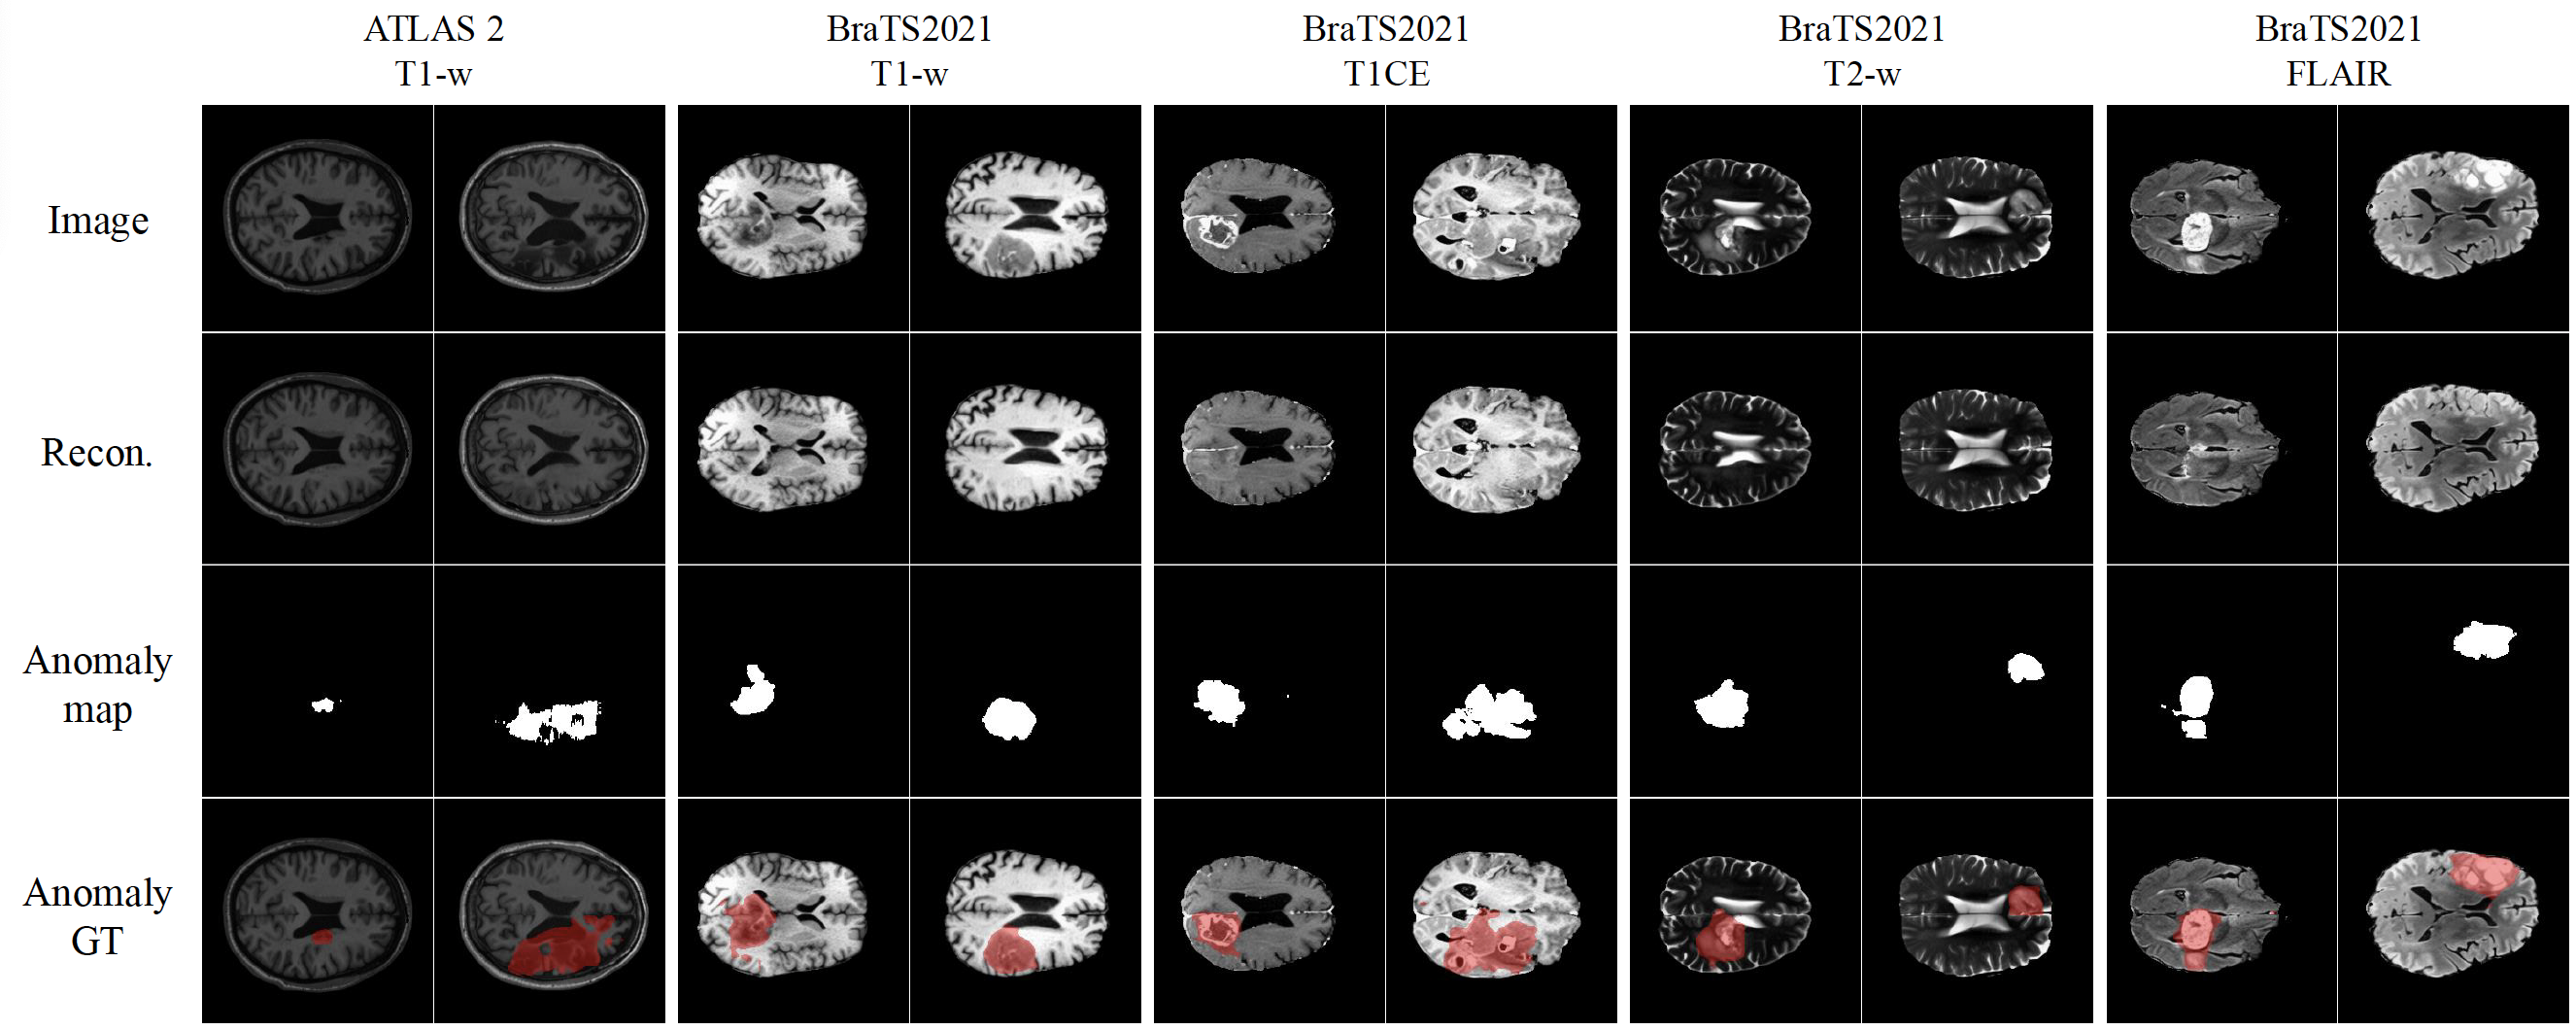 ATLAS 2
T1-w
BraTS2021
T1-w
BraTS2021
T1CE
BraTS2021
T2-w
BraTS2021
FLAIR
Image
Recon.
Anomaly
map
Anomaly
GT